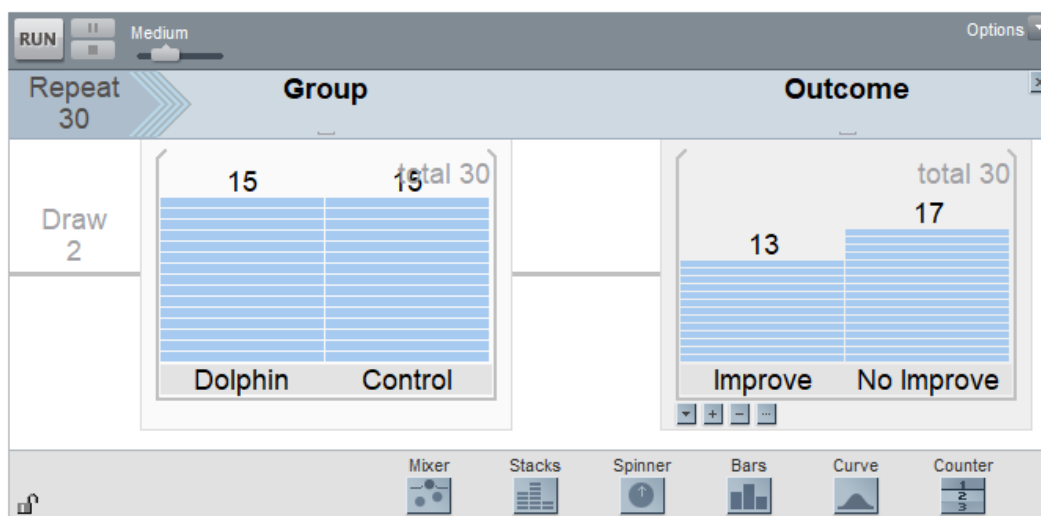 RUN
Medium
Options
Repeat
30
Group
Outcome
Draw
2
total 30
15
15
Dolphin
Control
total 30
13
17
Improve
No Improve
Mixer
Stacks
Spinner
Bars
Curve
Counter
1
2
3